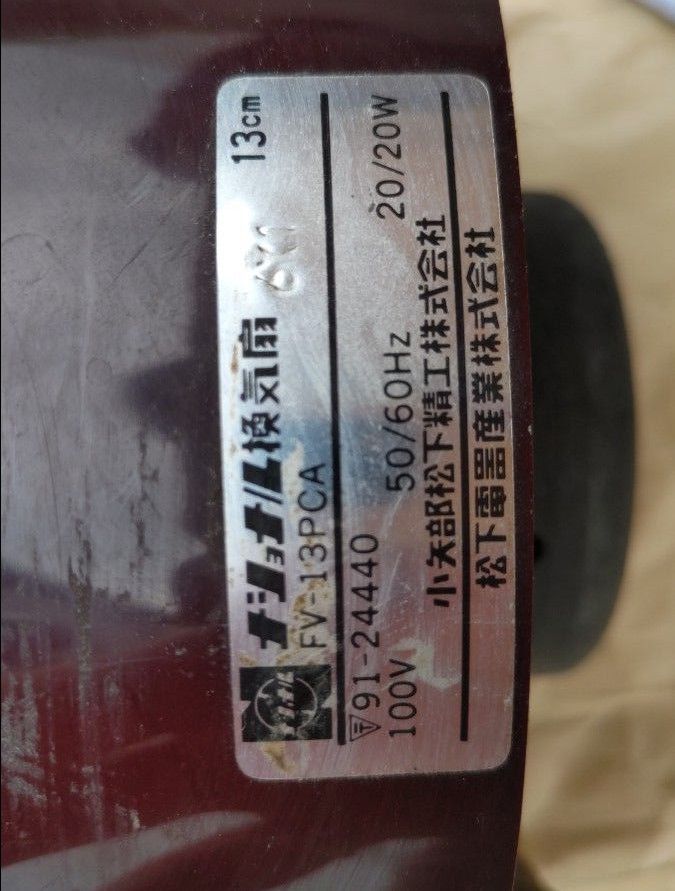 ナショナル換気扇 13cm
FV-13PCA
〒91-24440
100V 50/60Hz 20/20W
小矢部松下精工株式会社
松下電器産業株式会社